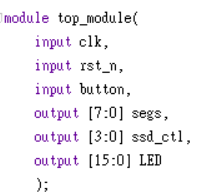 module top_module(
input clk,
input rst_n,
input button,
output [7:0] segs,
output [3:0] ssd_ctl,
output [15:0] LED
);